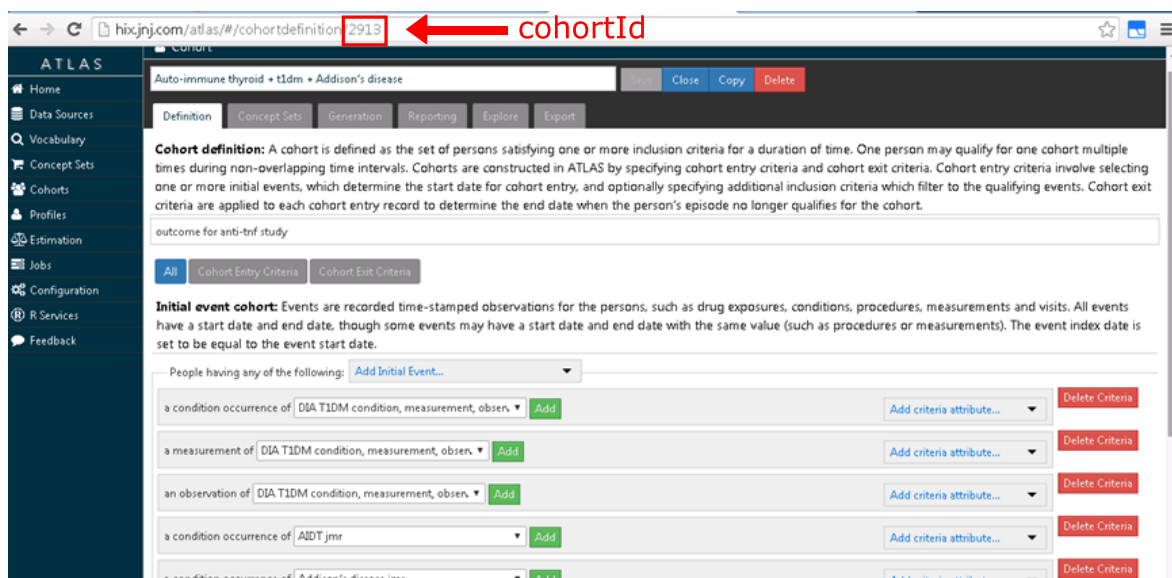 hix.jnj.com/atlas/#/cohortdefinition/2913
cohortId
ATLAS
Cohort
Auto-immune thyroid + t1dm + Addison's disease
Save Close Copy Delete
Home
Data Sources
Vocabulary
Concept Sets
Cohorts
Profiles
Estimation
Jobs
Configuration
R Services
Feedback
Definition Concept Sets Generation Reporting Explore Export
Cohort definition: A cohort is defined as the set of persons satisfying one or more inclusion criteria for a duration of time. One person may qualify for one cohort multiple
times during non-overlapping time intervals. Cohorts are constructed in ATLAS by specifying cohort entry criteria and cohort exit criteria. Cohort entry criteria involve selecting
one or more initial events, which determine the start date for cohort entry, and optionally specifying additional inclusion criteria which filter to the qualifying events. Cohort exit
criteria are applied to each cohort entry record to determine the end date when the person's episode no longer qualifies for the cohort.
outcome for anti-tnf study
All Cohort Entry Criteria Cohort Exit Criteria
Initial event cohort: Events are recorded time-stamped observations for the persons, such as drug exposures, conditions, procedures, measurements and visits. All events
have a start date and end date, though some events may have a start date and end date with the same value (such as procedures or measurements). The event index date is
set to be equal to the event start date.
People having any of the following: Add Initial Event...
a condition occurrence of DIA T1DM condition, measurement, obser. Add Add criteria attribute... Delete Criteria
a measurement of DIA T1DM condition, measurement, obser. Add Add criteria attribute... Delete Criteria
an observation of DIA T1DM condition, measurement, obser. Add Add criteria attribute... Delete Criteria
a condition occurrence of AIDT jmr Add Add criteria attribute... Delete Criteria
a condition occurrence of Addison's disease jmr Add Add criteria attribute... Delete Criteria